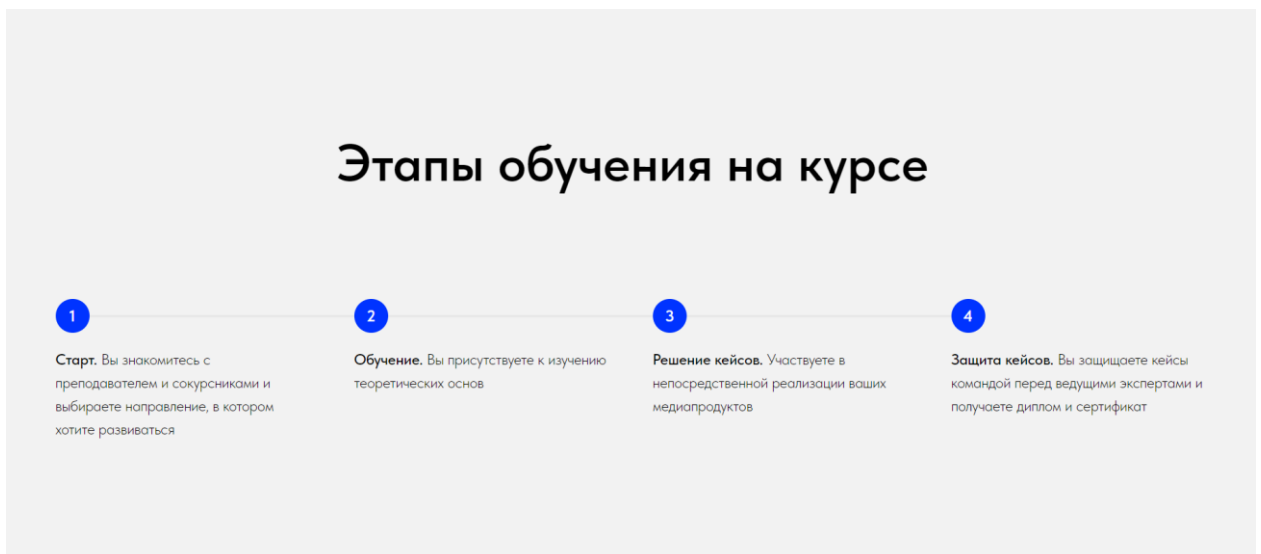 Этапы обучения на курсе
1
2
3
4
Старт. Вы знакомитесь с
преподавателем и сокурсниками и
выбираете направление, в котором
хотите развиваться
Обучение. Вы присутствуете к изучению
теоретических основ
Решение кейсов. Участвуете в
непосредственной реализации ваших
медиапродуктов
Защита кейсов. Вы защищаете кейсы
командой перед ведущими экспертами и
получаете диплом и сертификат